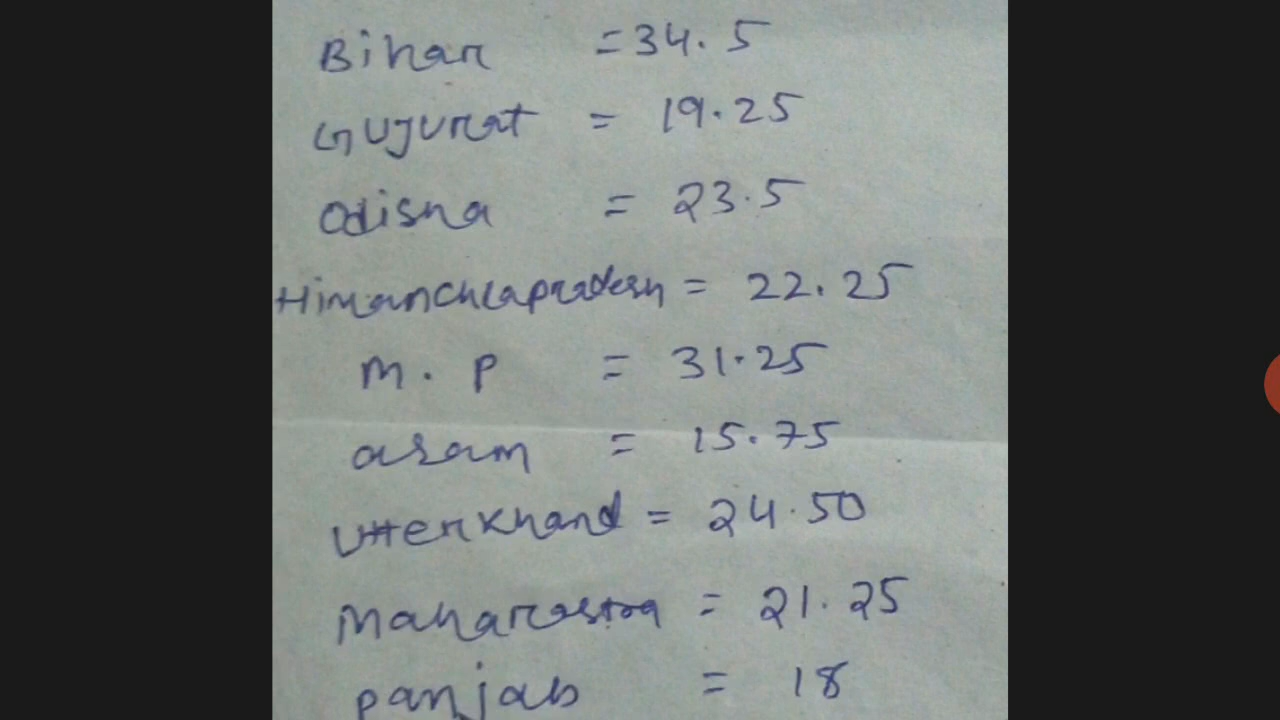 Bihar = 34.5
Gujurat = 19.25
Odisha = 23.5
Himanchlapradesh = 22.25
M. P = 31.25
asam = 15.75
Utterkhand = 24.50
Maharastra = 21.25
panjab = 18